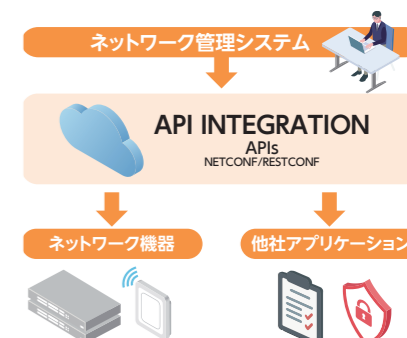 ネットワーク管理システム
API INTEGRATION
APIs
NETCONF/RESTCONF
ネットワーク機器
他社アプリケーション